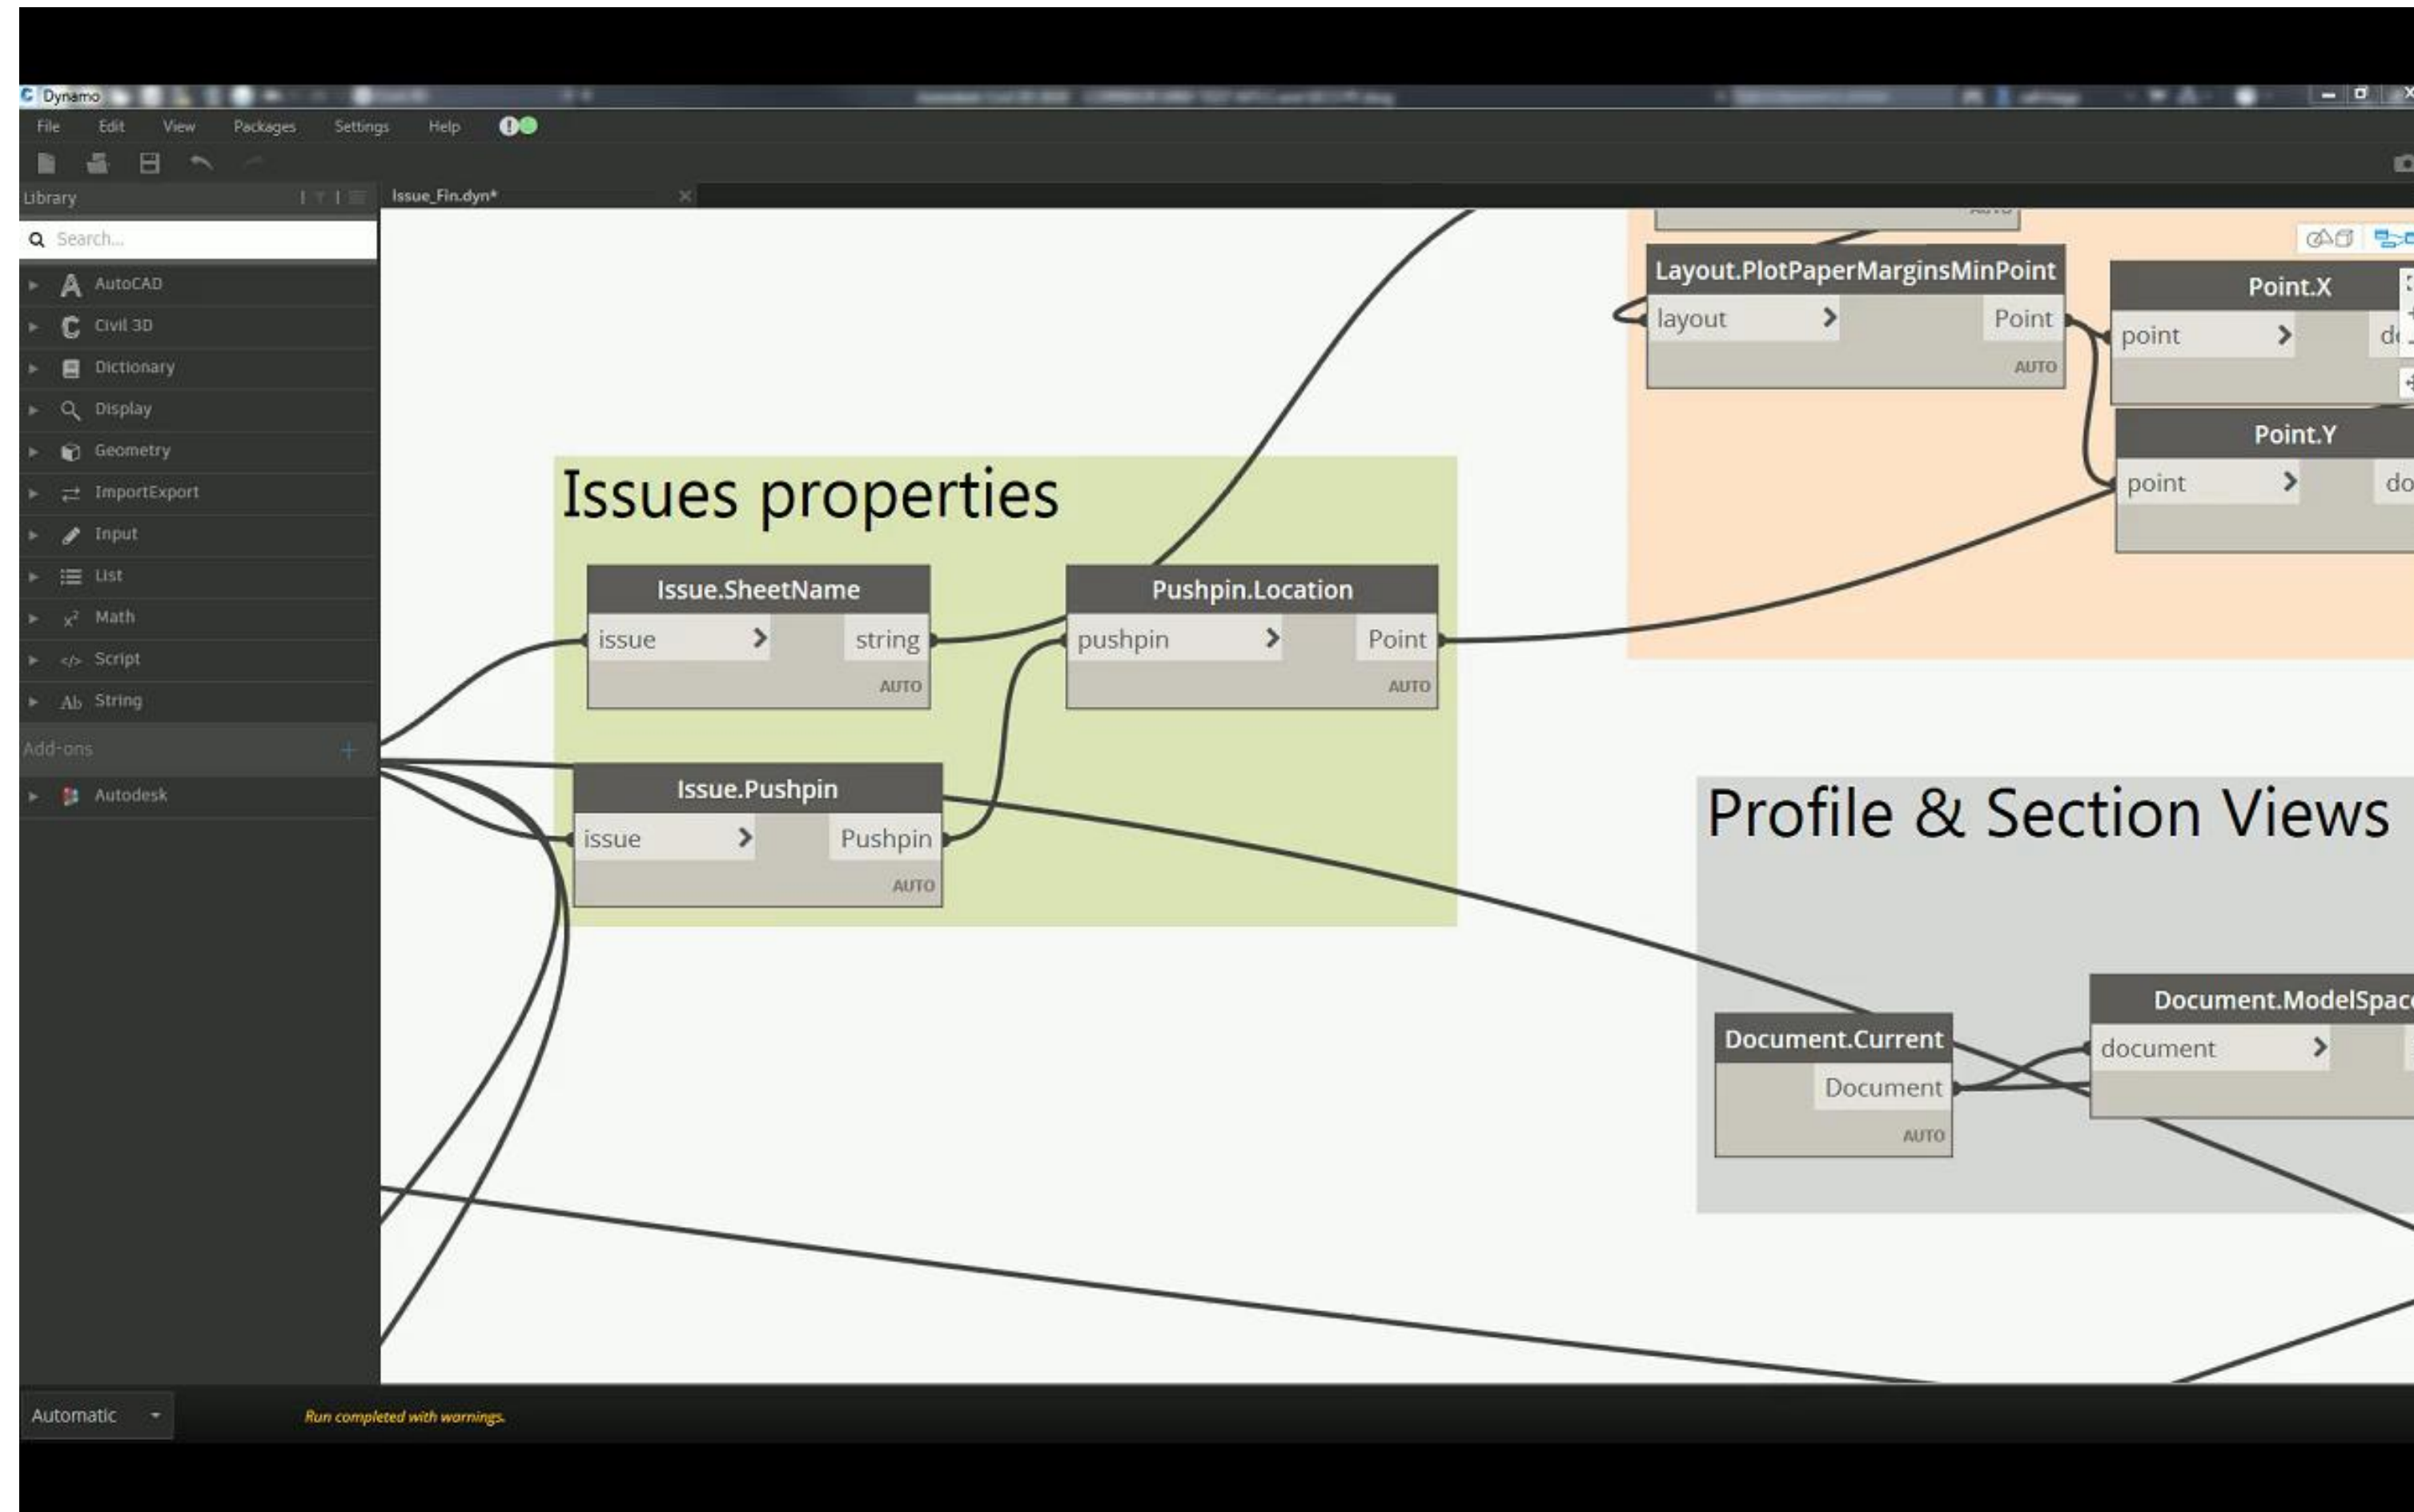 Dynamo
File Edit View Packages Settings Help
Library
Issue_Fin.dyn*
Search...
AutoCAD
Civil 3D
Dictionary
Display
Geometry
ImportExport
Input
List
Math
Script
String
Add-ons
Autodesk
Layout.PlotPaperMarginsMinPoint
layout > Point
AUTO
Point.X
point >
Point.Y
point >
Issues properties
Issue.SheetName
issue > string
AUTO
Pushpin.Location
pushpin > Point
AUTO
Issue.Pushpin
issue > Pushpin
AUTO
Profile & Section Views
Document.Current
Document
AUTO
Document.ModelSpac
document >
Automatic
Run completed with warnings.